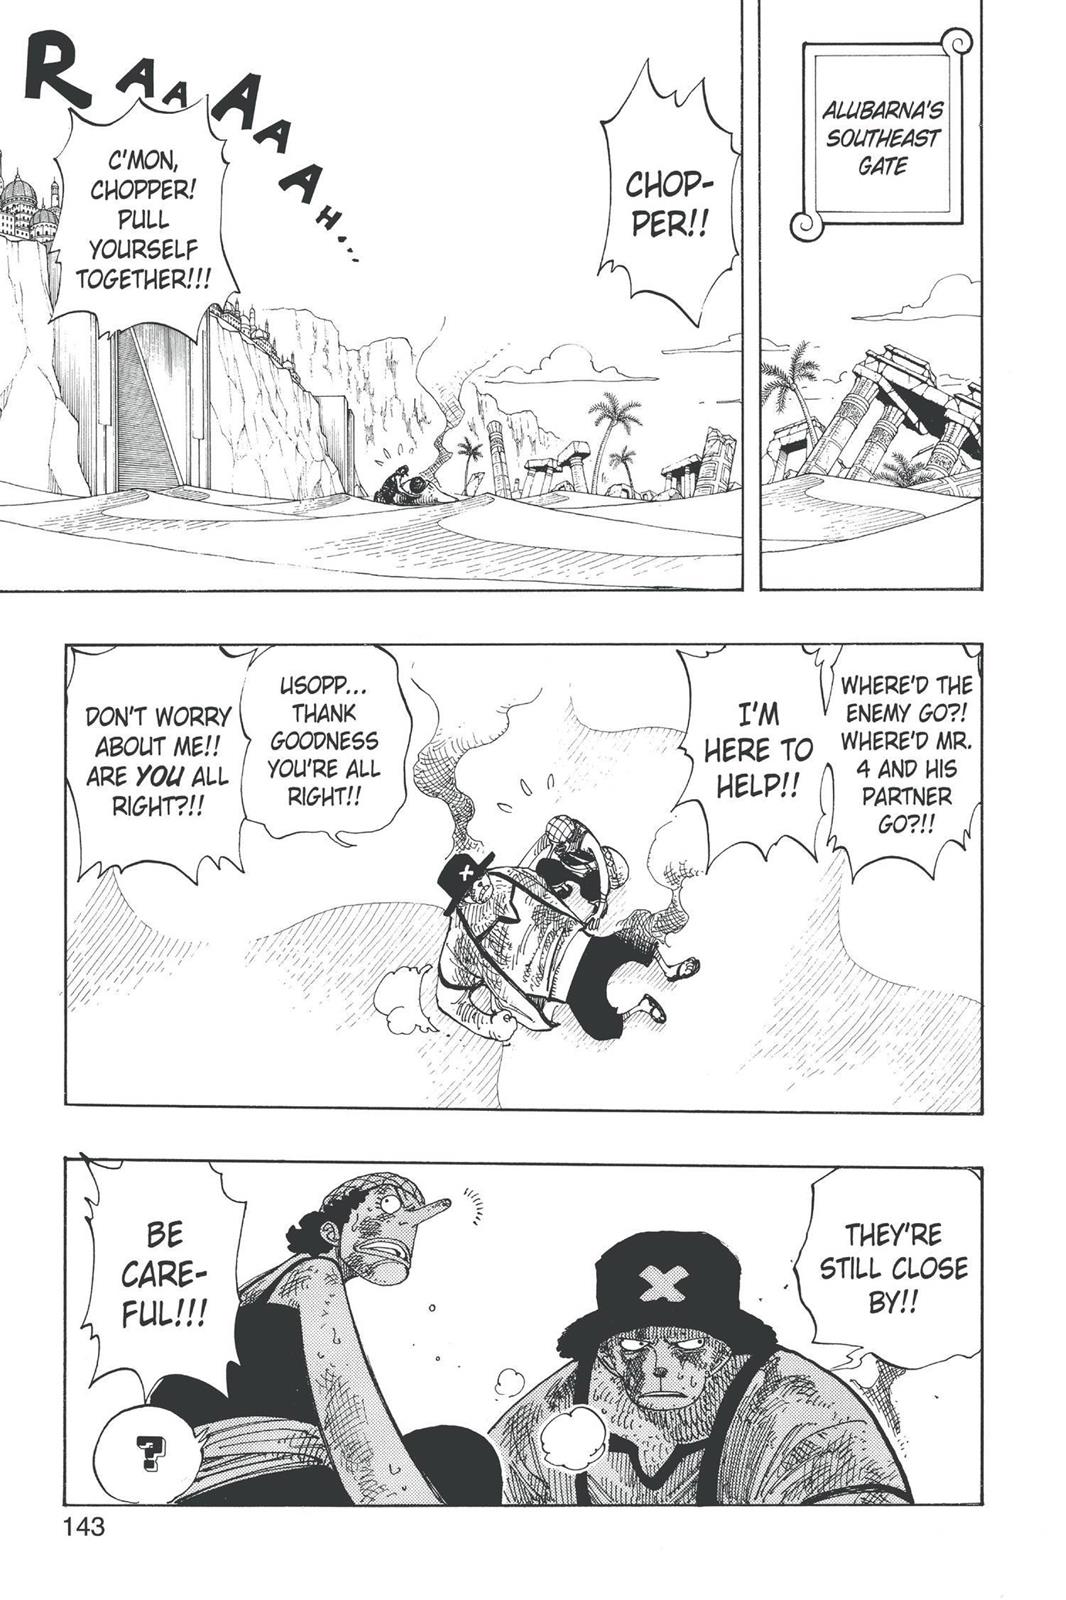 ALUBARNA'S
SOUTHEAST
GATE
CHOP-
PER!!
RAAAAAAH...
C'MON,
CHOPPER!
PULL
YOURSELF
TOGETHER!!!
WHERE'D THE
ENEMY GO?!
WHERE'D MR.
4 AND HIS
PARTNER
GO?!!
I'M
HERE TO
HELP!!
USOPP...
THANK
GOODNESS
YOU'RE ALL
RIGHT!!
DON'T WORRY
ABOUT ME!!
ARE YOU ALL
RIGHT?!!
THEY'RE
STILL CLOSE
BY!!
BE
CARE-
FUL!!!
?
143